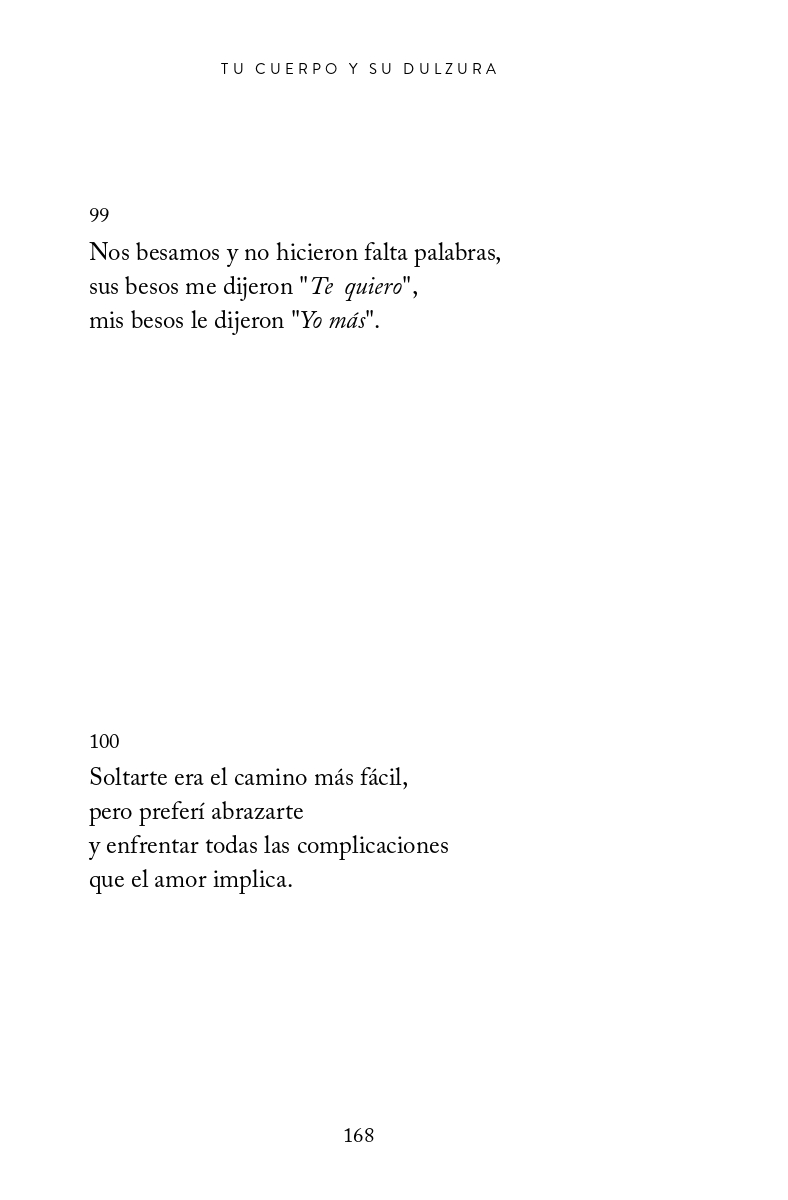 TU CUERPO Y SU DULZURA
99
Nos besamos y no hicieron falta palabras,
sus besos me dijeron "Te quiero",
mis besos le dijeron "Yo más".
100
Soltarte era el camino más fácil,
pero preferí abrazarte
y enfrentar todas las complicaciones
que el amor implica.
168